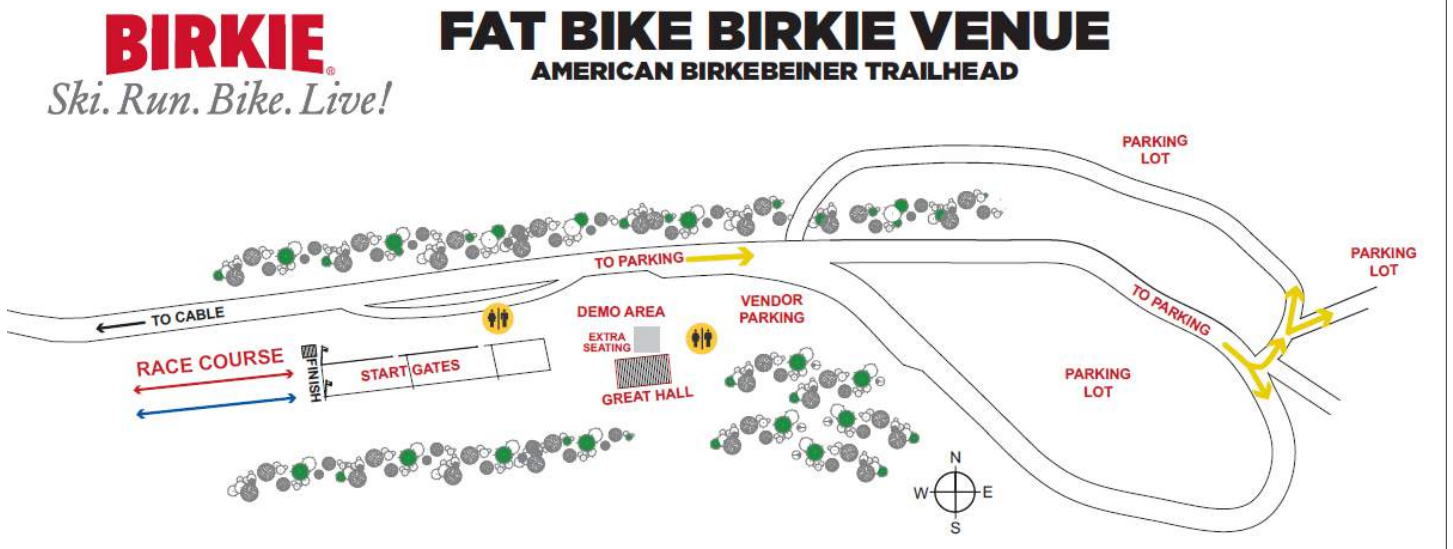 BIRKIE®
Ski. Run. Bike. Live!
FAT BIKE BIRKIE VENUE
AMERICAN BIRKEBEINER TRAILHEAD
PARKING
LOT
PARKING
LOT
TO PARKING
TO PARKING
TO CABLE
DEMO AREA
VENDOR
PARKING
EXTRA
SEATING
RACE COURSE
FINISH
START GATES
GREAT HALL
PARKING
LOT
N
W
E
S